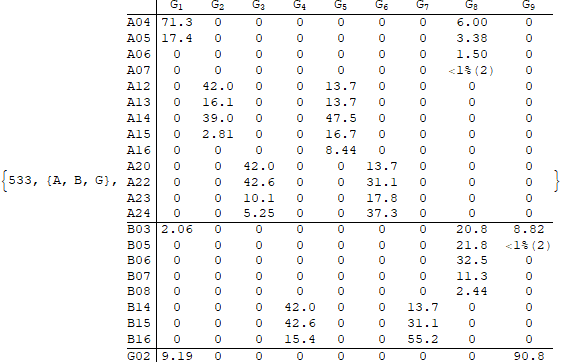 G₁ G₂ G₃ G₄ G₅ G₆ G₇ G₈ G₉
A04 71.3 0 0 0 0 0 0 6.00 0
A05 17.4 0 0 0 0 0 0 3.38 0
A06 0 0 0 0 0 0 0 1.50 0
A07 0 0 0 0 0 0 0 <1%(2) 0
A12 0 42.0 0 0 13.7 0 0 0 0
A13 0 16.1 0 0 13.7 0 0 0 0
A14 0 39.0 0 0 47.5 0 0 0 0
A15 0 2.81 0 0 16.7 0 0 0 0
A16 0 0 0 0 8.44 0 0 0 0
A20 0 0 42.0 0 0 13.7 0 0 0
{533, {A, B, G}, A22 0 0 42.6 0 0 31.1 0 0 0 }
A23 0 0 10.1 0 0 17.8 0 0 0
A24 0 0 5.25 0 0 37.3 0 0 0
B03 2.06 0 0 0 0 0 0 20.8 8.82
B05 0 0 0 0 0 0 0 21.8 <1%(2)
B06 0 0 0 0 0 0 0 32.5 0
B07 0 0 0 0 0 0 0 11.3 0
B08 0 0 0 0 0 0 0 2.44 0
B14 0 0 0 42.0 0 0 13.7 0 0
B15 0 0 0 42.6 0 0 31.1 0 0
B16 0 0 0 15.4 0 0 55.2 0 0
G02 9.19 0 0 0 0 0 0 0 90.8